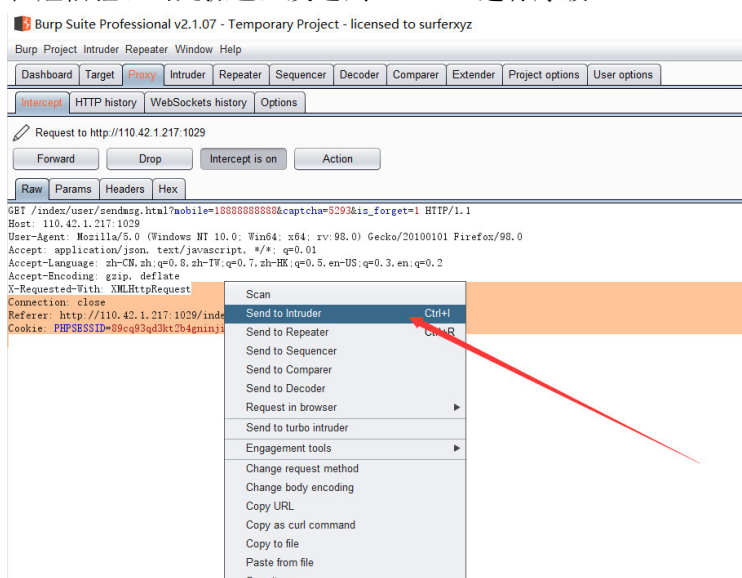 Burp Suite Professional v2.1.07 - Temporary Project - licensed to surferxyz
Burp Project Intruder Repeater Window Help
Dashboard Target Proxy Intruder Repeater Sequencer Decoder Comparer Extender Project options User options
Intercept HTTP history WebSockets history Options
Request to http://110.42.1.217:1029
Forward Drop Intercept is on Action
Raw Params Headers Hex
GET /index/user/sendmsg.html?mobile=18888888888&captcha=5293&is_forget=1 HTTP/1.1
Host: 110.42.1.217:1029
User-Agent: Mozilla/5.0 (Windows NT 10.0; Win64; x64; rv:98.0) Gecko/20100101 Firefox/98.0
Accept: application/json, text/javascript, */*; q=0.01
Accept-Language: zh-CN,zh;q=0.8,zh-TW;q=0.7,zh-HK;q=0.5,en-US;q=0.3,en;q=0.2
Accept-Encoding: gzip, deflate
X-Requested-With: XMLHttpRequest
Connection: close
Referer: http://110.42.1.217:1029/inde
Cookie: PHPSESSID=89cq93qd3kt2b4gninji
Scan
Send to Intruder Ctrl+I
Send to Repeater Ctrl+R
Send to Sequencer
Send to Comparer
Send to Decoder
Request in browser
Send to turbo intruder
Engagement tools
Change request method
Change body encoding
Copy URL
Copy as curl command
Copy to file
Paste from file